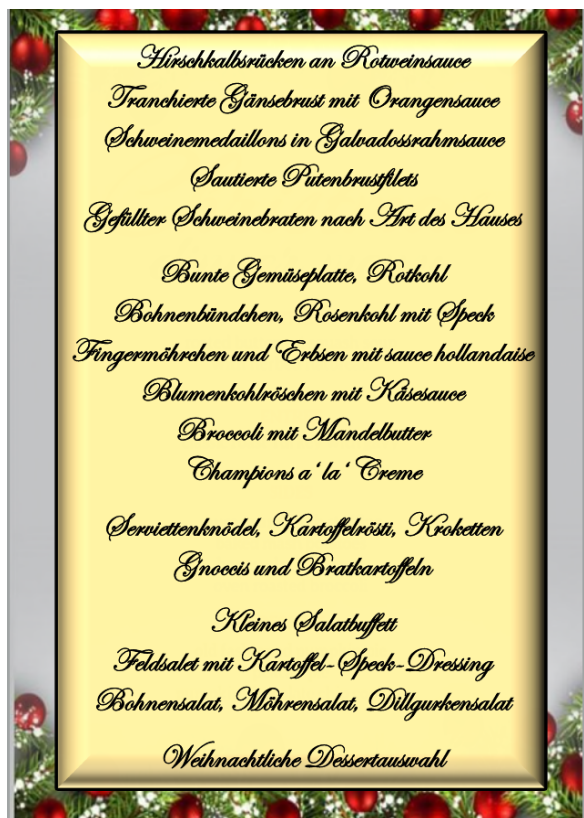 Hirschkalbsrücken an Rotweinsauce
Tranchierte Gänsebrust mit Orangensauce
Schweinemedaillons in Galvadossrahmsauce
Sautierte Putenbrustfilets
Gefüllter Schweinebraten nach Art des Hauses
Bunte Gemüseplatte, Rotkohl
Bohnenbündchen, Rosenkohl mit Speck
Fingermöhrchen und Erbsen mit sauce hollandaise
Blumenkohlröschen mit Käsesauce
Broccoli mit Mandelbutter
Champions a ' la ' Creme
Serviettenknödel, Kartoffelrösti, Kroketten
Gnoccis und Bratkartoffeln
Kleines Salatbuffett
Feldsalet mit Kartoffel-Speck-Dressing
Bohnensalat, Möhrensalat, Dillgurkensalat
Weihnachtliche Dessertauswahl